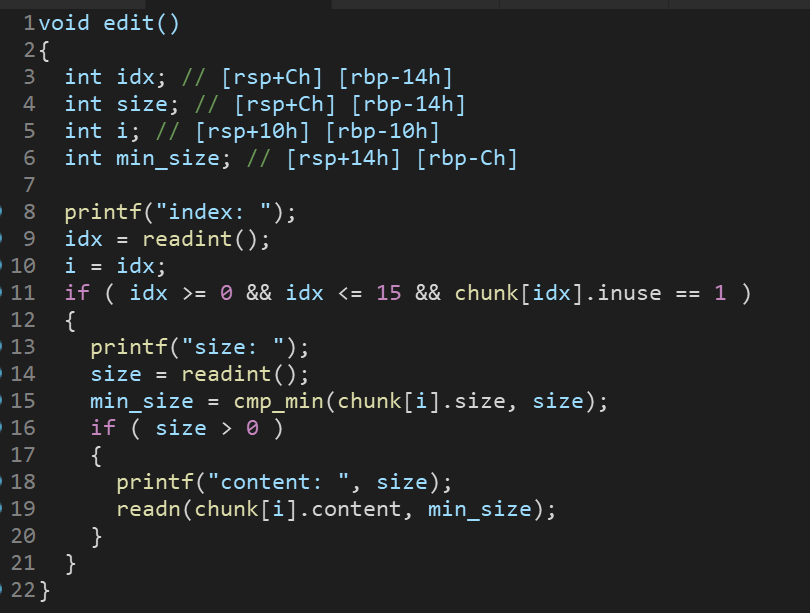 1 void edit()
2 {
3   int idx; // [rsp+Ch] [rbp-14h]
4   int size; // [rsp+Ch] [rbp-14h]
5   int i; // [rsp+10h] [rbp-10h]
6   int min_size; // [rsp+14h] [rbp-Ch]
7
8   printf("index: ");
9   idx = readint();
10   i = idx;
11   if ( idx >= 0 && idx <= 15 && chunk[idx].inuse == 1 )
12   {
13     printf("size: ");
14     size = readint();
15     min_size = cmp_min(chunk[i].size, size);
16     if ( size > 0 )
17     {
18       printf("content: ", size);
19       readn(chunk[i].content, min_size);
20     }
21   }
22 }